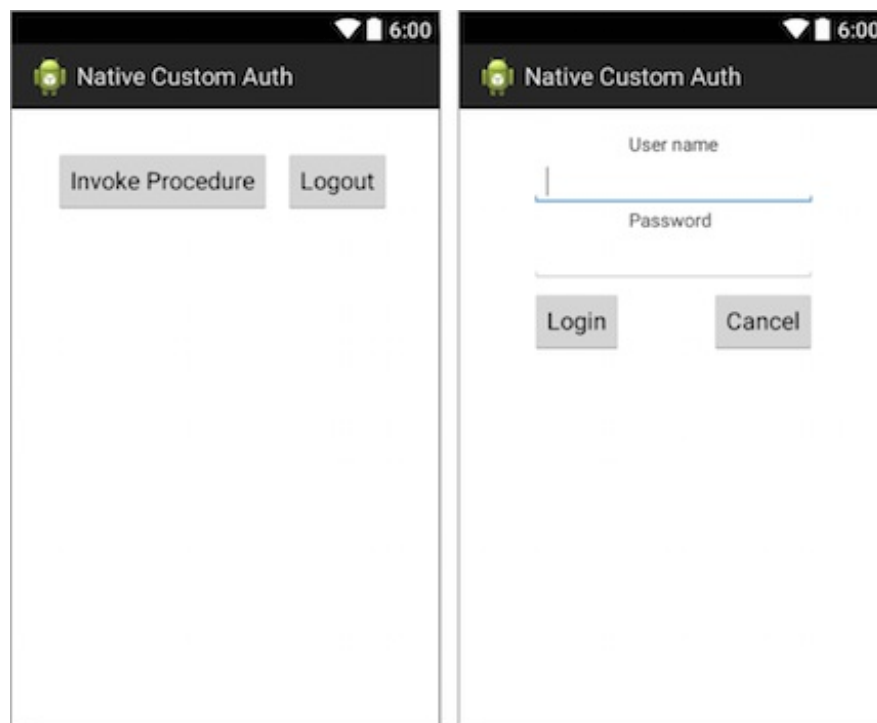 6:00
Native Custom Auth
Invoke Procedure Logout
6:00
Native Custom Auth
User name
Password
Login Cancel